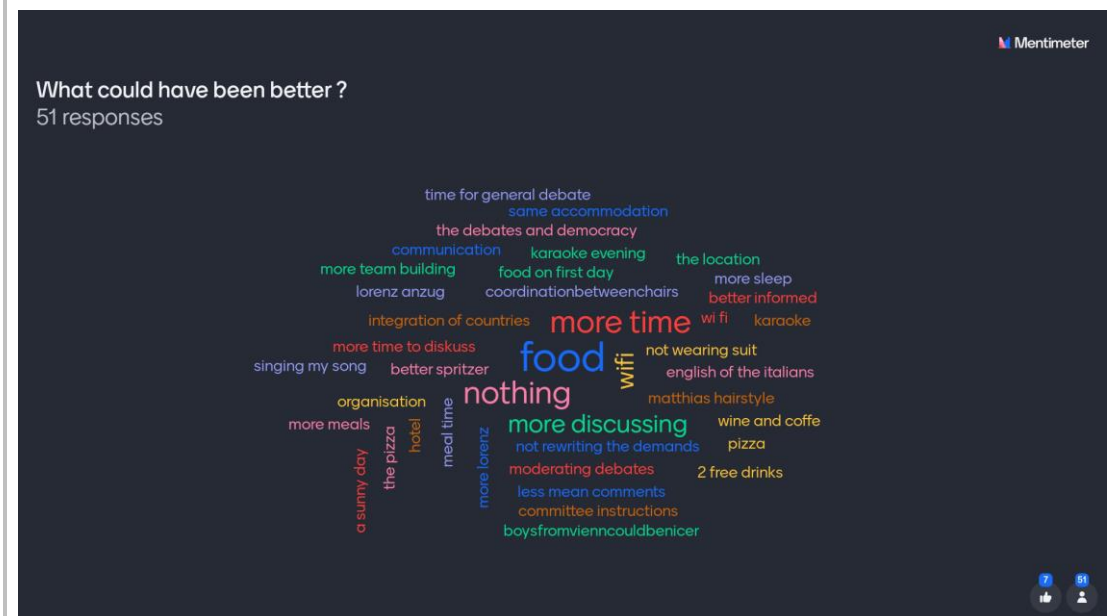 Mentimeter
What could have been better ?
51 responses
time for general debate
same accommodation
the debates and democracy
communication
karaoke evening
the location
more team building
food on first day
more sleep
lorenz anzug
coordinationbetweenchairs
better informed
integration of countries
more time
wi fi
karaoke
more time to diskuss
food
wifi
not wearing suit
singing my song
better spritzer
english of the italians
nothing
matthias hairstyle
organisation
more meals
the pizza
hotel
meal time
more discussing
wine and coffe
more lorenz
not rewriting the demands
pizza
a sunny day
moderating debates
2 free drinks
less mean comments
committee instructions
boysfromvienncouldbenicer
7
51